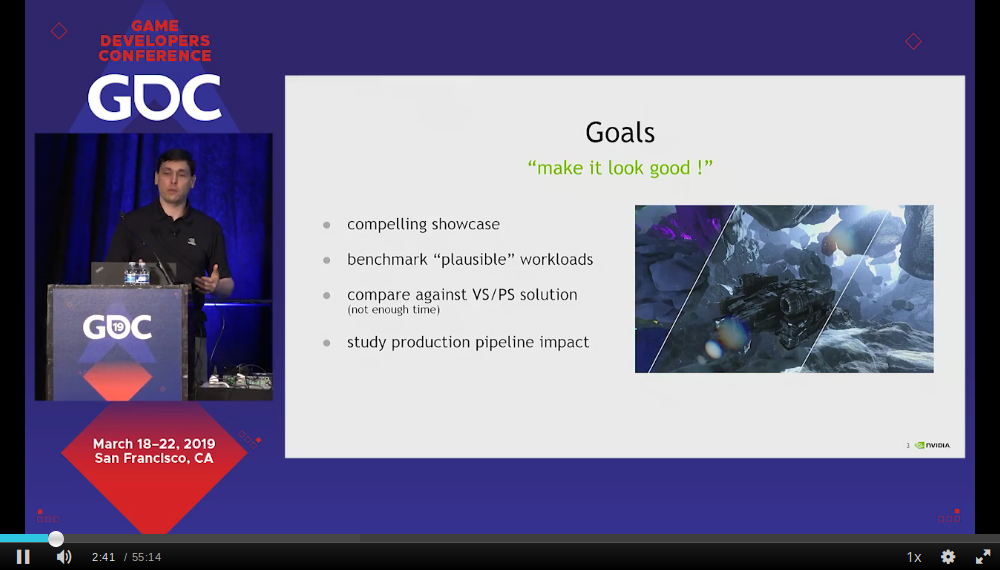 GAME
DEVELOPERS
CONFERENCE
GDC
Goals
“make it look good !”
compelling showcase
benchmark “plausible” workloads
compare against VS/PS solution
(not enough time)
study production pipeline impact
GDC
19
March 18–22, 2019
San Francisco, CA
3 NVIDIA
2:41 / 55:14
1x